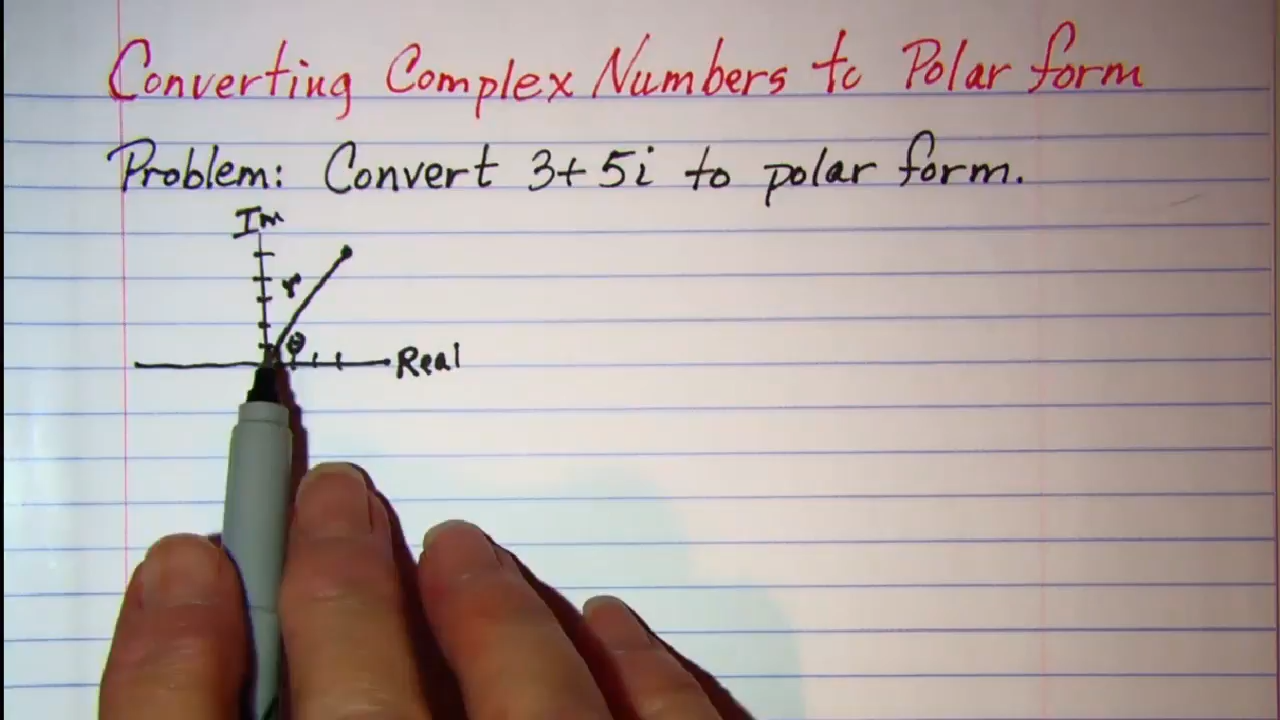 Converting Complex Numbers to Polar form
Problem: Convert 3+5i to polar form.
Im
r
θ
Real